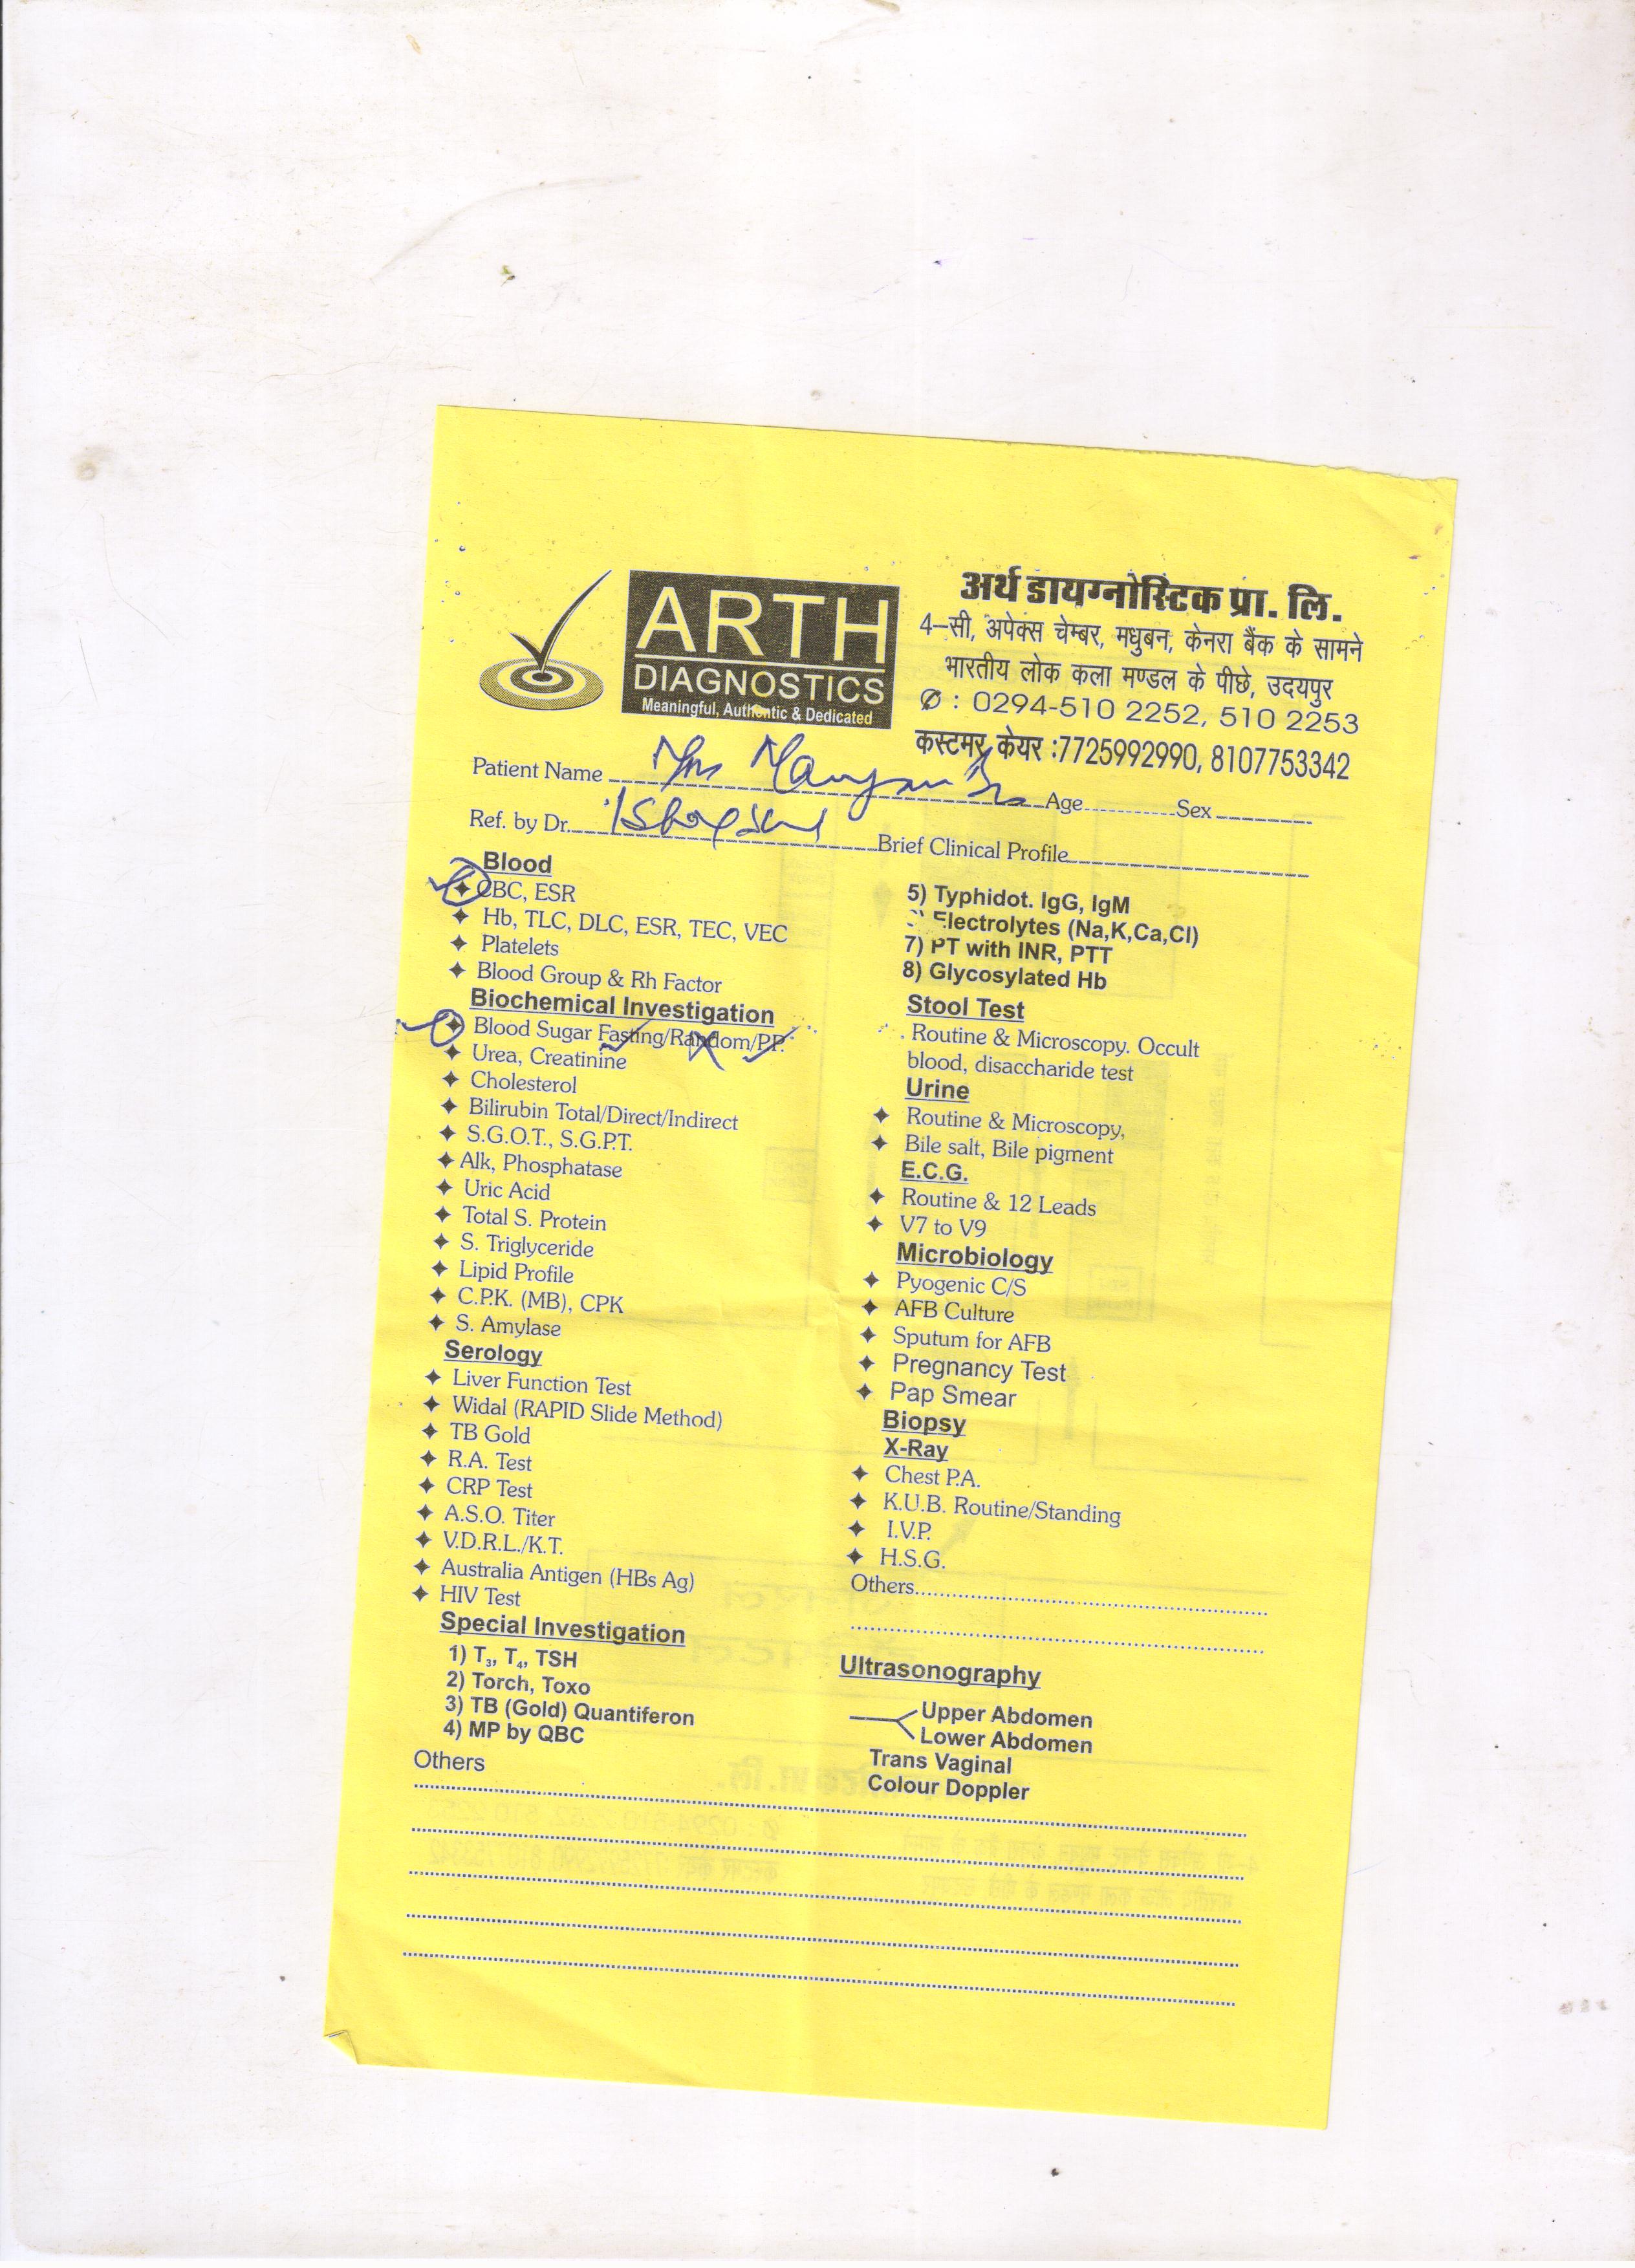 ARTH
DIAGNOSTICS
Meaningful, Authentic & Dedicated
अर्थ डायग्नोस्टिक प्रा. लि.
4–सी, अपेक्स चेम्बर, मधुबन, केनरा बैंक के सामने
भारतीय लोक कला मण्डल के पीछे, उदयपुर
✆ : 0294-510 2252, 510 2253
कस्टमर केयर :7725992990, 8107753342
Patient Name Mrs Age Sex
Ref. by Dr. Brief Clinical Profile
Blood
✦ CBC, ESR
✦ Hb, TLC, DLC, ESR, TEC, VEC
✦ Platelets
✦ Blood Group & Rh Factor
Biochemical Investigation
✦ Blood Sugar Fasting/Random/P.P.
✦ Urea, Creatinine
✦ Cholesterol
✦ Bilirubin Total/Direct/Indirect
✦ S.G.O.T., S.G.P.T.
✦ Alk, Phosphatase
✦ Uric Acid
✦ Total S. Protein
✦ S. Triglyceride
✦ Lipid Profile
✦ C.P.K. (MB), CPK
✦ S. Amylase
Serology
✦ Liver Function Test
✦ Widal (RAPID Slide Method)
✦ TB Gold
✦ R.A. Test
✦ CRP Test
✦ A.S.O. Titer
✦ V.D.R.L./K.T.
✦ Australia Antigen (HBs Ag)
✦ HIV Test
Special Investigation
1) T₃, T₄, TSH
2) Torch, Toxo
3) TB (Gold) Quantiferon
4) MP by QBC
Others
5) Typhidot. IgG, IgM
Electrolytes (Na,K,Ca,Cl)
7) PT with INR, PTT
8) Glycosylated Hb
Stool Test
Routine & Microscopy. Occult
blood, disaccharide test
Urine
✦ Routine & Microscopy,
✦ Bile salt, Bile pigment
E.C.G.
✦ Routine & 12 Leads
✦ V7 to V9
Microbiology
✦ Pyogenic C/S
✦ AFB Culture
✦ Sputum for AFB
✦ Pregnancy Test
✦ Pap Smear
Biopsy
X-Ray
✦ Chest P.A.
✦ K.U.B. Routine/Standing
✦ I.V.P.
✦ H.S.G.
Others
Ultrasonography
Upper Abdomen
Lower Abdomen
Trans Vaginal
Colour Doppler